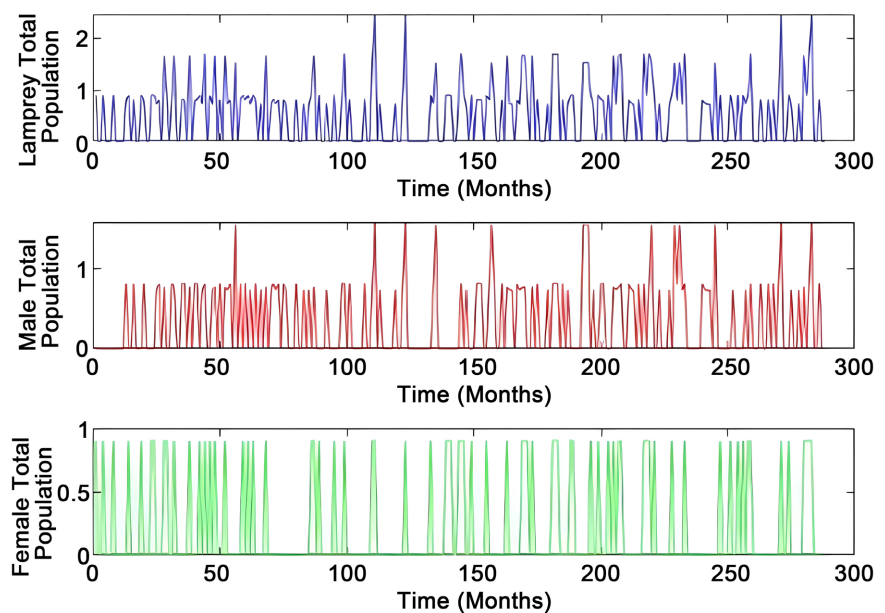 Lamprey Total
Population
2
1
0
0 50 100 150 200 250 300
Time (Months)
Male Total
Population
1
0
0 50 100 150 200 250 300
Time (Months)
Female Total
Population
1
0.5
0
0 50 100 150 200 250 300
Time (Months)